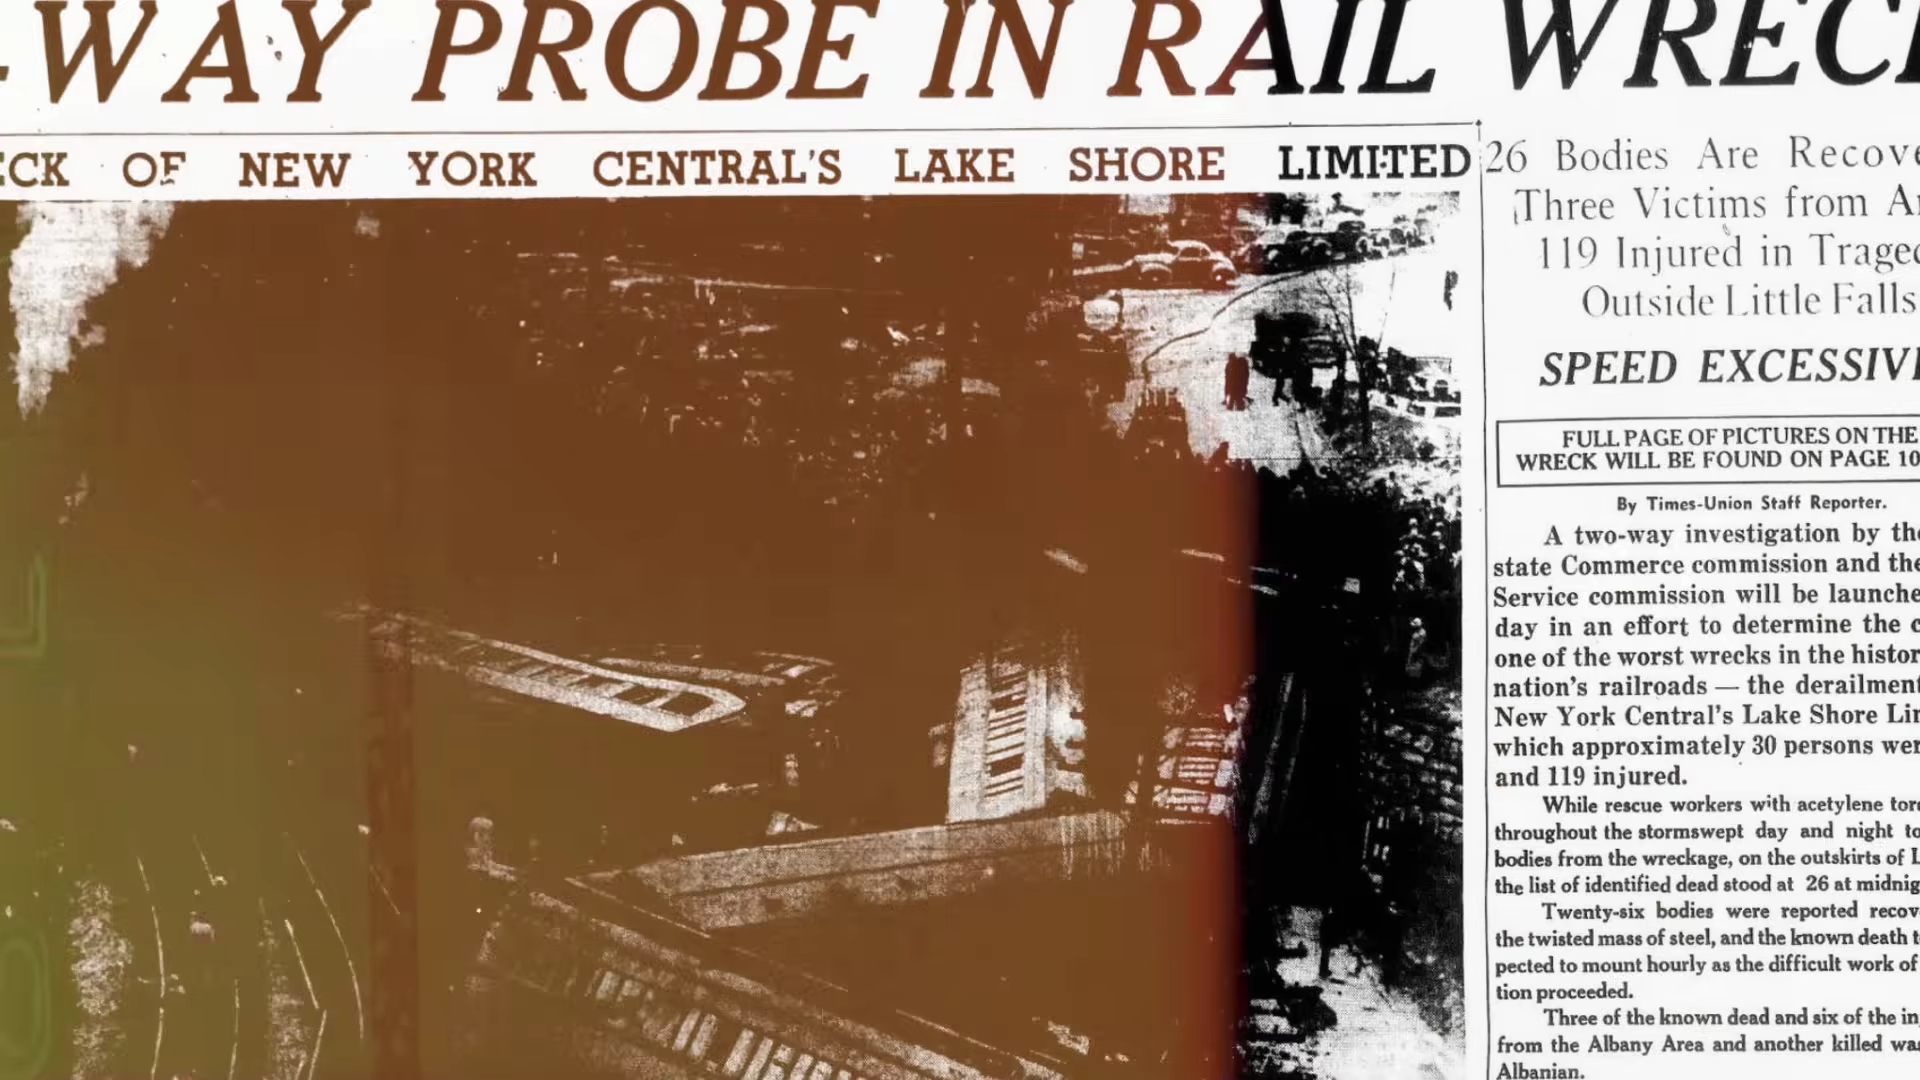 -WAY PROBE IN RAIL WREC
ECK OF NEW YORK CENTRAL'S LAKE SHORE LIMITED
26 Bodies Are Recove
Three Victims from A
119 Injured in Traged
Outside Little Falls
SPEED EXCESSIV
FULL PAGE OF PICTURES ON THE
WRECK WILL BE FOUND ON PAGE 10
By Times-Union Staff Reporter.
A two-way investigation by the
state Commerce commission and the
Service commission will be launche
day in an effort to determine the c
one of the worst wrecks in the histor
nation's railroads — the derailment
New York Central's Lake Shore Lim
which approximately 30 persons wer
and 119 injured.
While rescue workers with acetylene torc
throughout the stormswept day and night to
bodies from the wreckage, on the outskirts of L
the list of identified dead stood at 26 at midnig
Twenty-six bodies were reported recov
the twisted mass of steel, and the known death t
pected to mount hourly as the difficult work of
tion proceeded.
Three of the known dead and six of the in
from the Albany Area and another killed wa
Albanian.